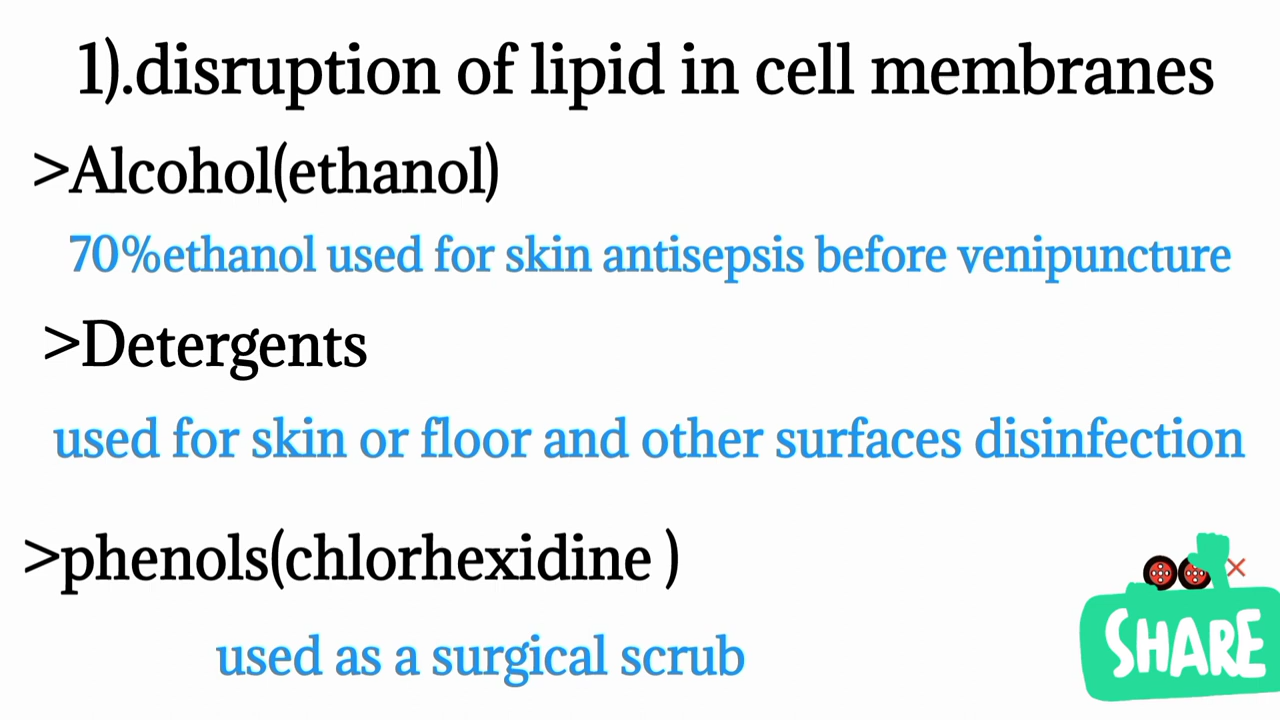 1).disruption of lipid in cell membranes
>Alcohol(ethanol)
70%ethanol used for skin antisepsis before venipuncture
>Detergents
used for skin or floor and other surfaces disinfection
>phenols(chlorhexidine )
used as a surgical scrub
SHARE